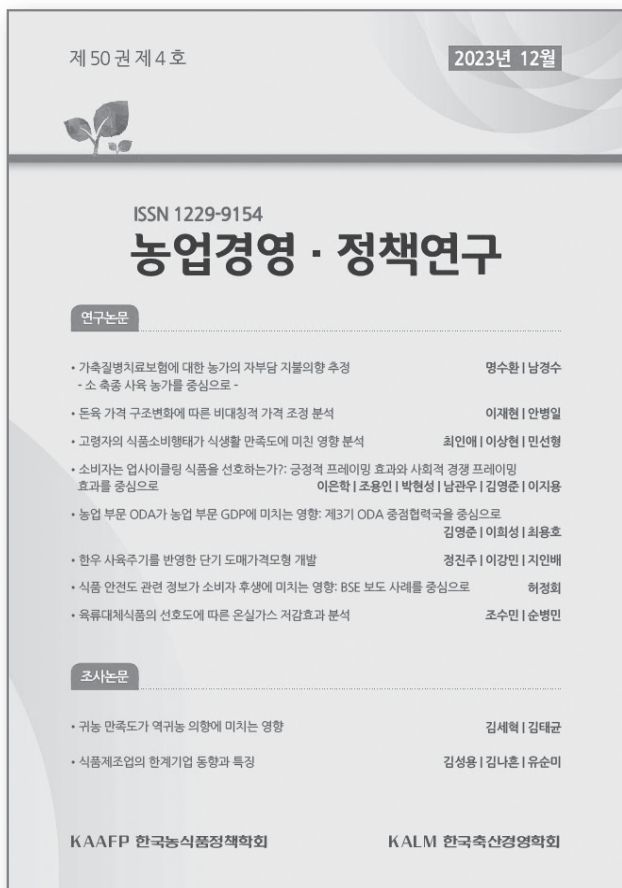 제 50 권 제 4 호
2023년 12월
ISSN 1229-9154
농업경영 · 정책연구
연구논문
• 가축질병치료보험에 대한 농가의 자부담 지불의향 추정 명수환 | 남경수
- 소 축종 사육 농가를 중심으로 -
• 돈육 가격 구조변화에 따른 비대칭적 가격 조정 분석 이재현 | 안병일
• 고령자의 식품소비행태가 식생활 만족도에 미친 영향 분석 최인애 | 이상현 | 민선형
• 소비자는 업사이클링 식품을 선호하는가?: 긍정적 프레이밍 효과와 사회적 경쟁 프레이밍
효과를 중심으로 이은학 | 조용인 | 박현성 | 남관우 | 김영준 | 이지용
• 농업 부문 ODA가 농업 부문 GDP에 미치는 영향: 제3기 ODA 중점협력국을 중심으로
김영준 | 이희성 | 최용호
• 한우 사육주기를 반영한 단기 도매가격모형 개발 정진주 | 이강민 | 지인배
• 식품 안전도 관련 정보가 소비자 후생에 미치는 영향: BSE 보도 사례를 중심으로 허정회
• 육류대체식품의 선호도에 따른 온실가스 저감효과 분석 조수민 | 순병민
조사논문
• 귀농 만족도가 역귀농 의향에 미치는 영향 김세혁 | 김태균
• 식품제조업의 한계기업 동향과 특징 김성용 | 김나흔 | 유순미
KAAFP 한국농식품정책학회 KALM 한국축산경영학회